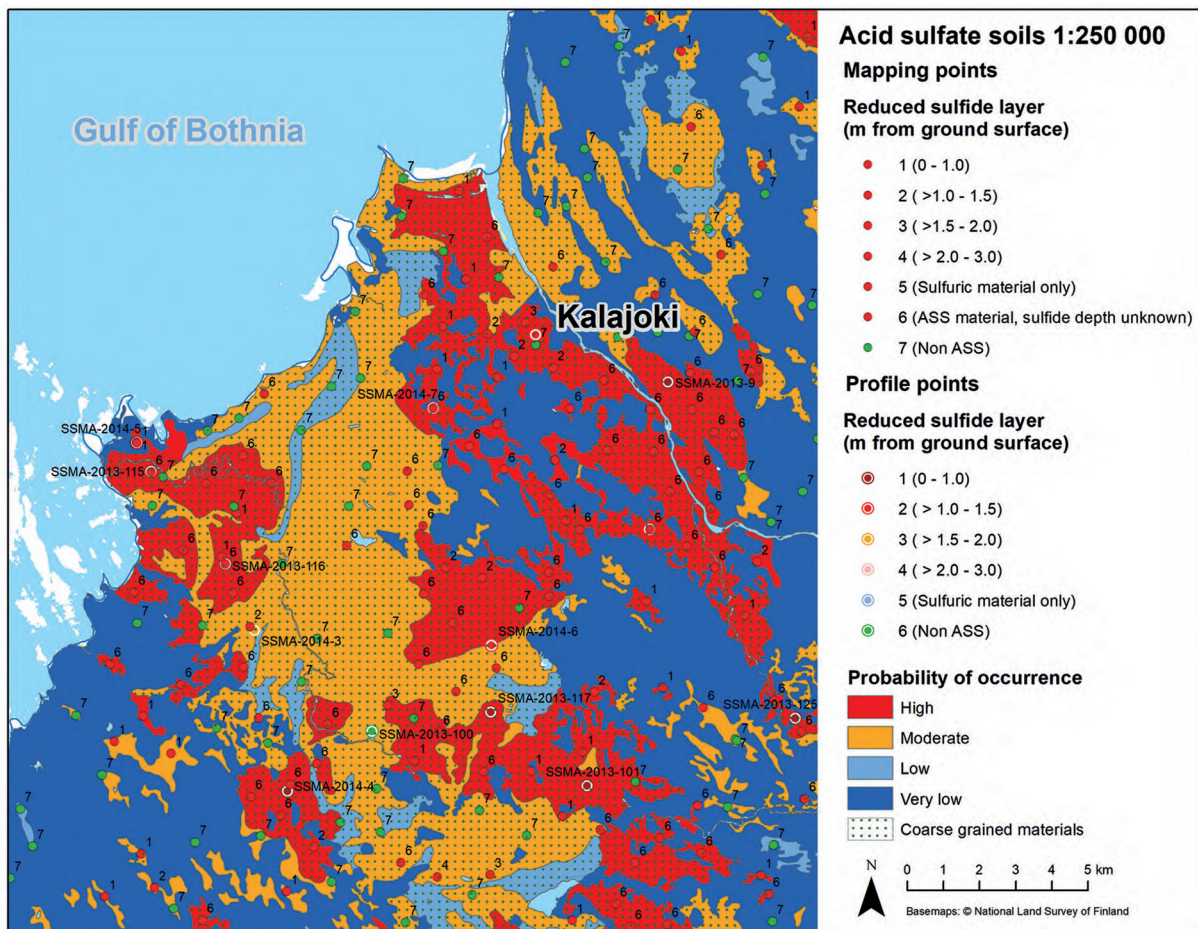 Acid sulfate soils 1:250 000
Mapping points
Reduced sulfide layer
(m from ground surface)
1 (0 - 1.0)
2 ( >1.0 - 1.5)
3 ( >1.5 - 2.0)
4 ( > 2.0 - 3.0)
5 (Sulfuric material only)
6 (ASS material, sulfide depth unknown)
7 (Non ASS)
Profile points
Reduced sulfide layer
(m from ground surface)
1 (0 - 1.0)
2 ( > 1.0 - 1.5)
3 ( > 1.5 - 2.0)
4 ( > 2.0 - 3.0)
5 (Sulfuric material only)
6 (Non ASS)
Probability of occurrence
High
Moderate
Low
Very low
Coarse grained materials
N
0 1 2 3 4 5 km
Basemaps: © National Land Survey of Finland
Gulf of Bothnia
Kalajoki
SSMA-2013-9
SSMA-2014-7
SSMA-2014-5
SSMA-2013-115
SSMA-2013-116
SSMA-2014-3
SSMA-2014-6
SSMA-2013-117
SSMA-2013-125
SSMA-2013-100
SSMA-2013-101
SSMA-2014-4